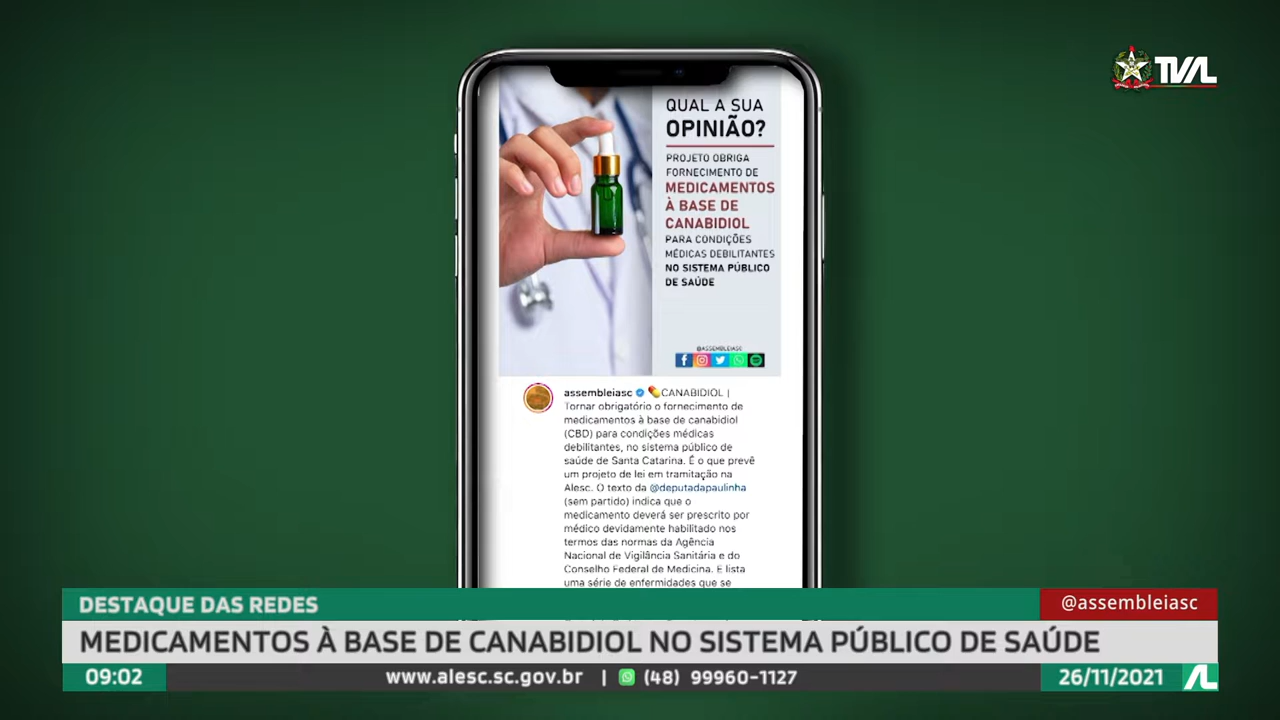 TVAL
QUAL A SUA
OPINIÃO?
PROJETO OBRIGA
FORNECIMENTO DE
MEDICAMENTOS
À BASE DE
CANABIDIOL
PARA CONDIÇÕES
MÉDICAS DEBILITANTES
NO SISTEMA PÚBLICO
DE SAÚDE
@ASSEMBLEIASC
assembleiasc CANABIDIOL |
Tornar obrigatório o fornecimento de
medicamentos à base de canabidiol
(CBD) para condições médicas
debilitantes, no sistema público de
saúde de Santa Catarina. É o que prevê
um projeto de lei em tramitação na
Alesc. O texto da @deputadapaulinha
(sem partido) indica que o
medicamento deverá ser prescrito por
médico devidamente habilitado nos
termos das normas da Agência
Nacional de Vigilância Sanitária e do
Conselho Federal de Medicina. E lista
uma série de enfermidades que se
DESTAQUE DAS REDES
@assembleiasc
MEDICAMENTOS À BASE DE CANABIDIOL NO SISTEMA PÚBLICO DE SAÚDE
09:02
www.alesc.sc.gov.br | (48) 99960-1127
26/11/2021